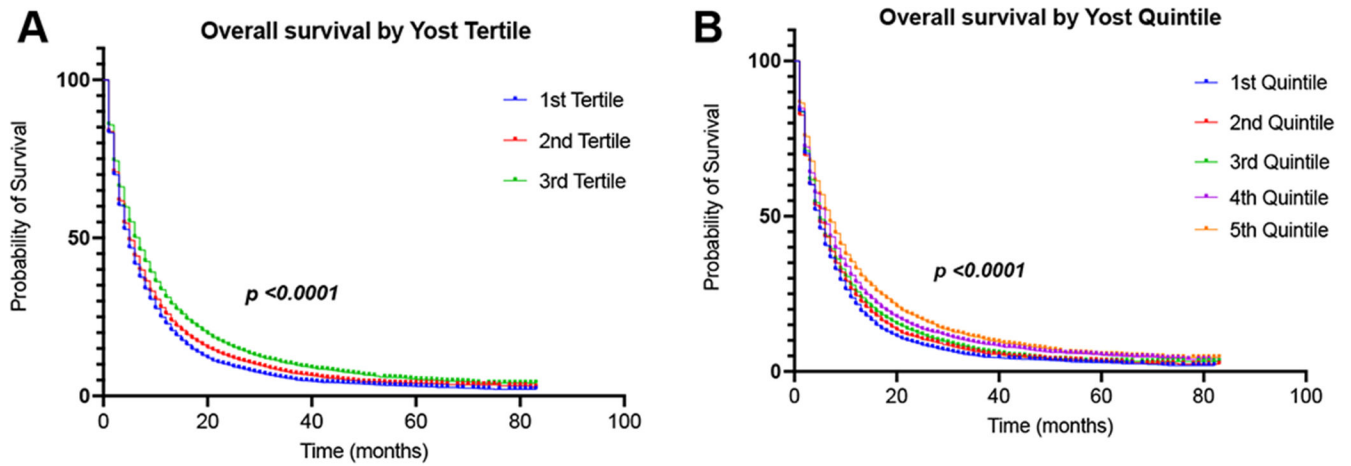 A
Overall survival by Yost Tertile
Probability of Survival
100
50
0
1st Tertile
2nd Tertile
3rd Tertile
p <0.0001
0 20 40 60 80 100
Time (months)
B
Overall survival by Yost Quintile
Probability of Survival
100
50
0
1st Quintile
2nd Quintile
3rd Quintile
4th Quintile
5th Quintile
p <0.0001
0 20 40 60 80 100
Time (months)